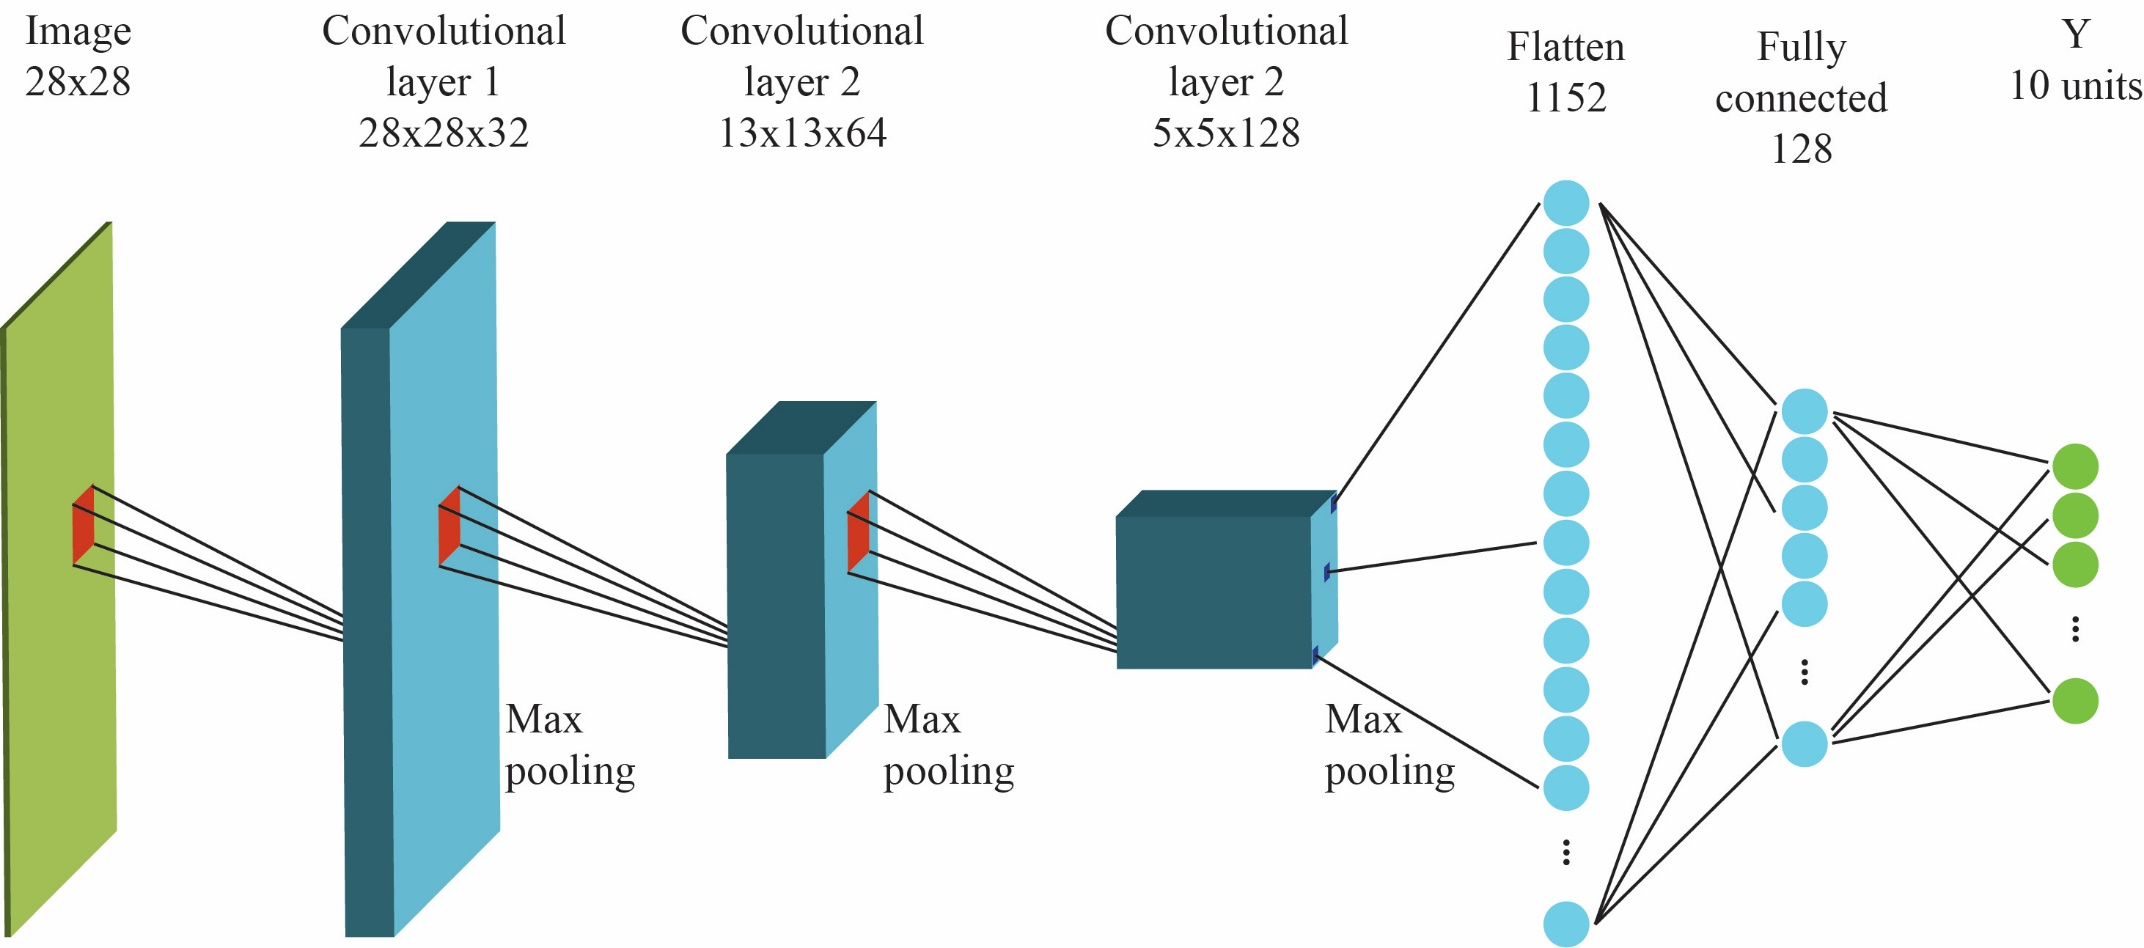 Image
28x28
Convolutional
layer 1
28x28x32
Convolutional
layer 2
13x13x64
Convolutional
layer 2
5x5x128
Flatten
1152
Fully
connected
128
Y
10 units
Max
pooling
Max
pooling
Max
pooling